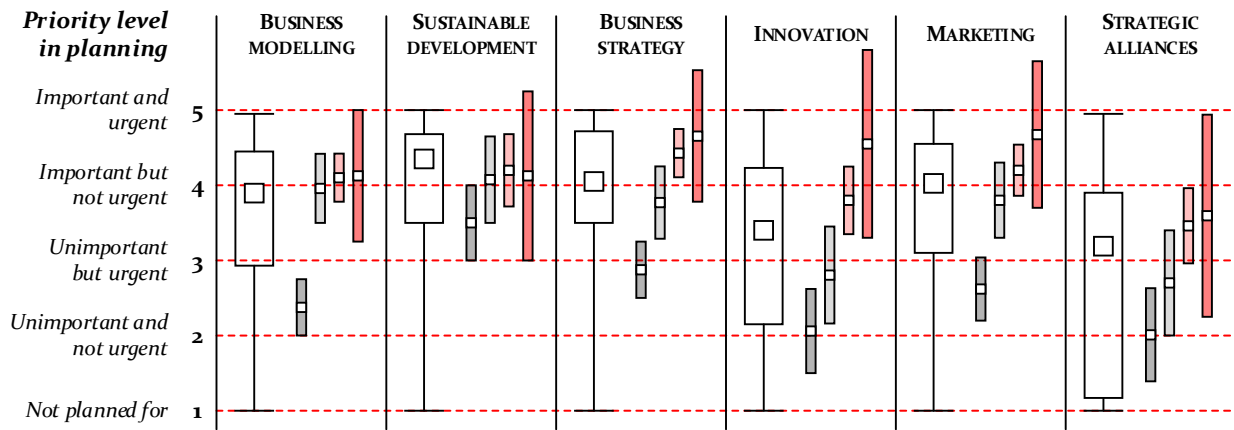 Priority level
in planning
BUSINESS
MODELLING
SUSTAINABLE
DEVELOPMENT
BUSINESS
STRATEGY
INNOVATION
MARKETING
STRATEGIC
ALLIANCES
Important and
urgent
5
Important but
not urgent
4
Unimportant
but urgent
3
Unimportant and
not urgent
2
Not planned for
1